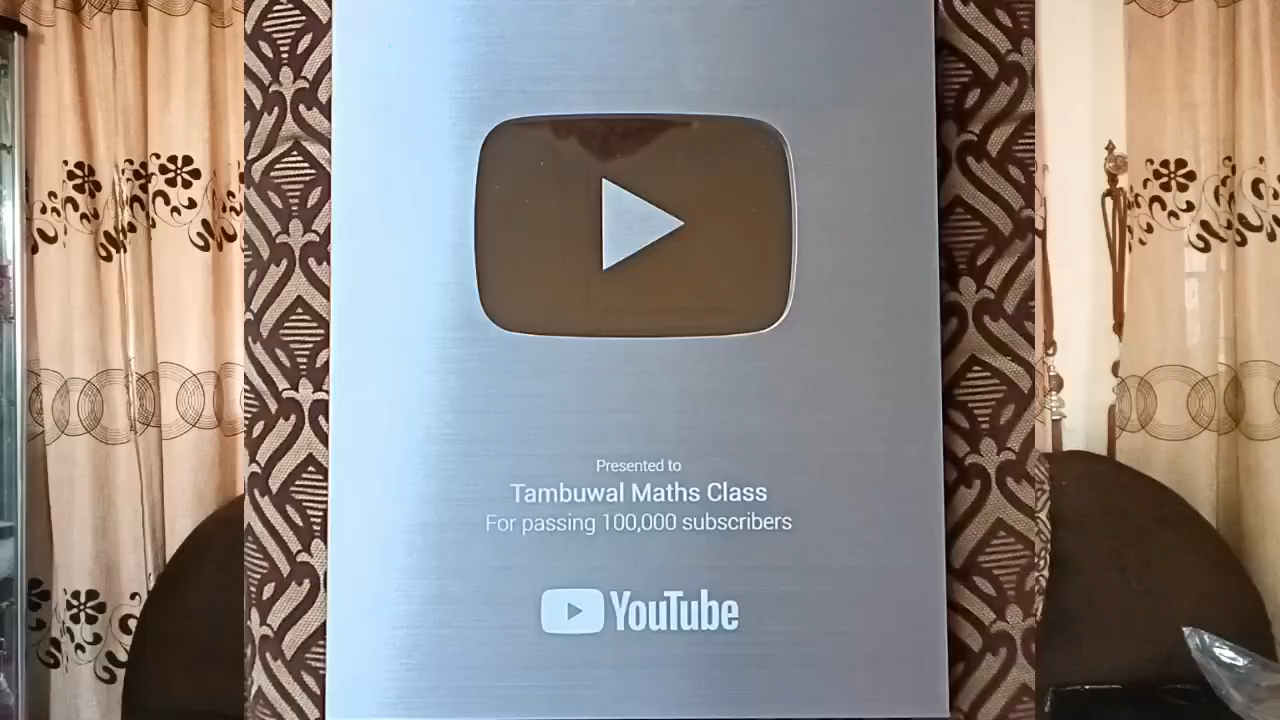 Presented to
Tambuwal Maths Class
For passing 100,000 subscribers
YouTube